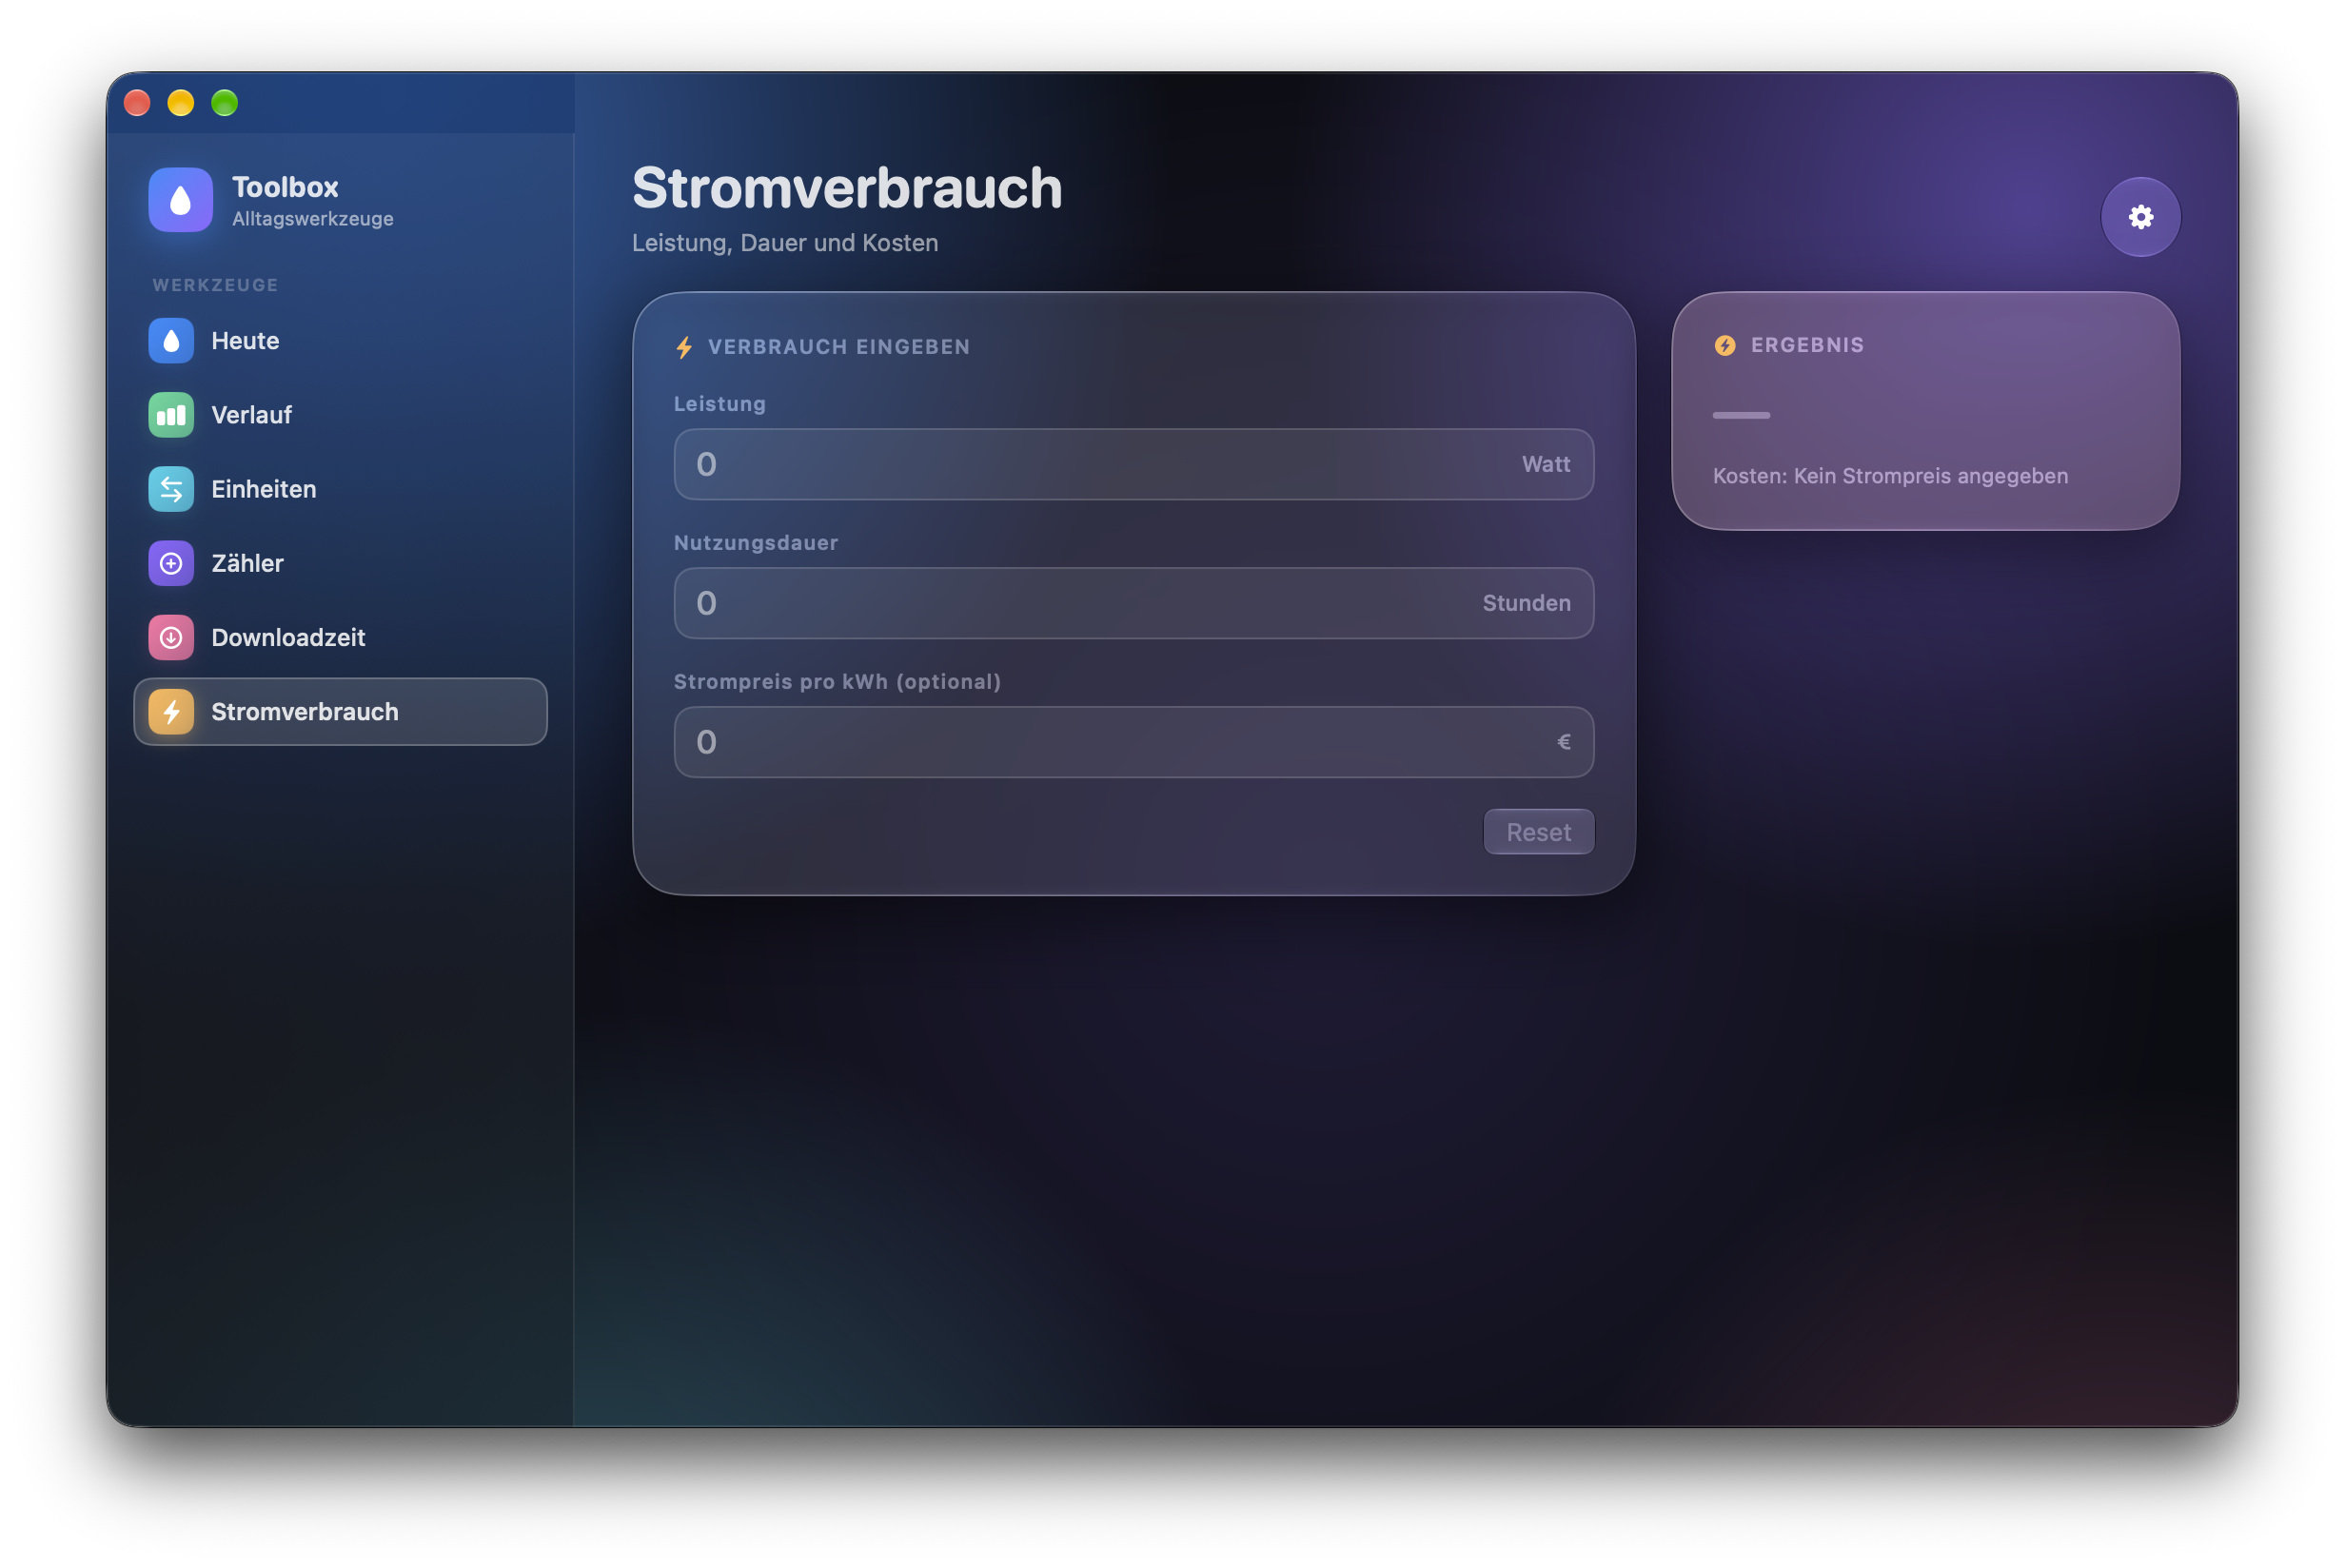 Toolbox
Alltagswerkzeuge
WERKZEUGE
Heute
Verlauf
Einheiten
Zähler
Downloadzeit
Stromverbrauch
Stromverbrauch
Leistung, Dauer und Kosten
VERBRAUCH EINGEBEN
Leistung
0 Watt
Nutzungsdauer
0 Stunden
Strompreis pro kWh (optional)
0 €
Reset
ERGEBNIS
—
Kosten: Kein Strompreis angegeben